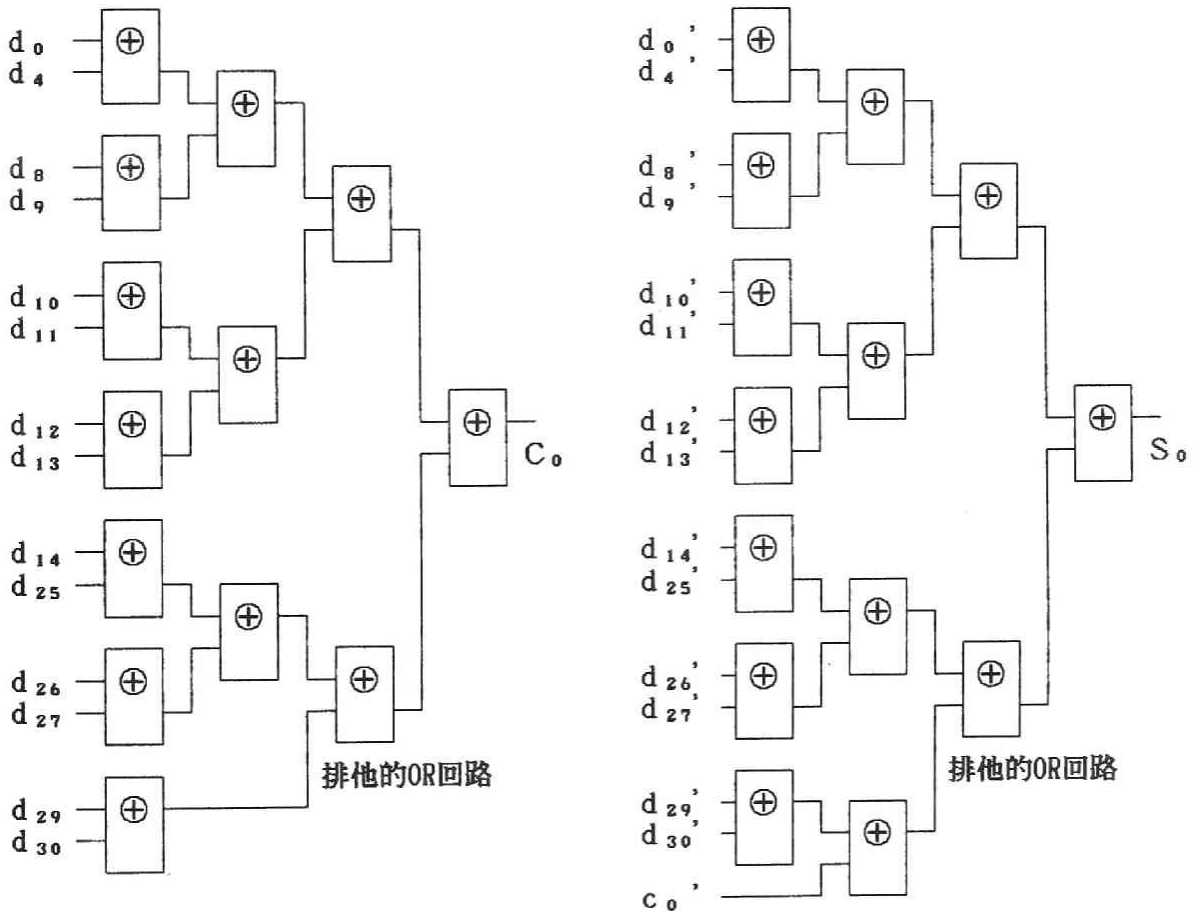 d₀
d₄
d₈
d₉
d₁₀
d₁₁
d₁₂
d₁₃
C₀
d₁₄
d₂₅
d₂₆
d₂₇
排他的OR回路
d₂₉
d₃₀
d₀'
d₄'
d₈'
d₉'
d₁₀'
d₁₁'
d₁₂'
d₁₃'
S₀
d₁₄'
d₂₅'
d₂₆'
d₂₇'
排他的OR回路
d₂₉'
d₃₀'
c₀'